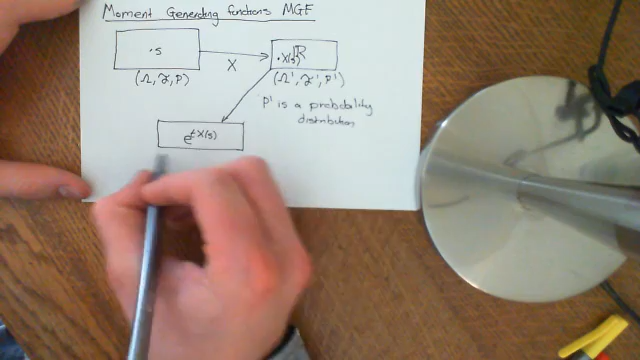 Moment Generating functions MGF
·s
·X(s) ℝ
X
(Ω, F, P)
(Ω', F', P')
P' is a probability
distribution
e^{tX(s)}